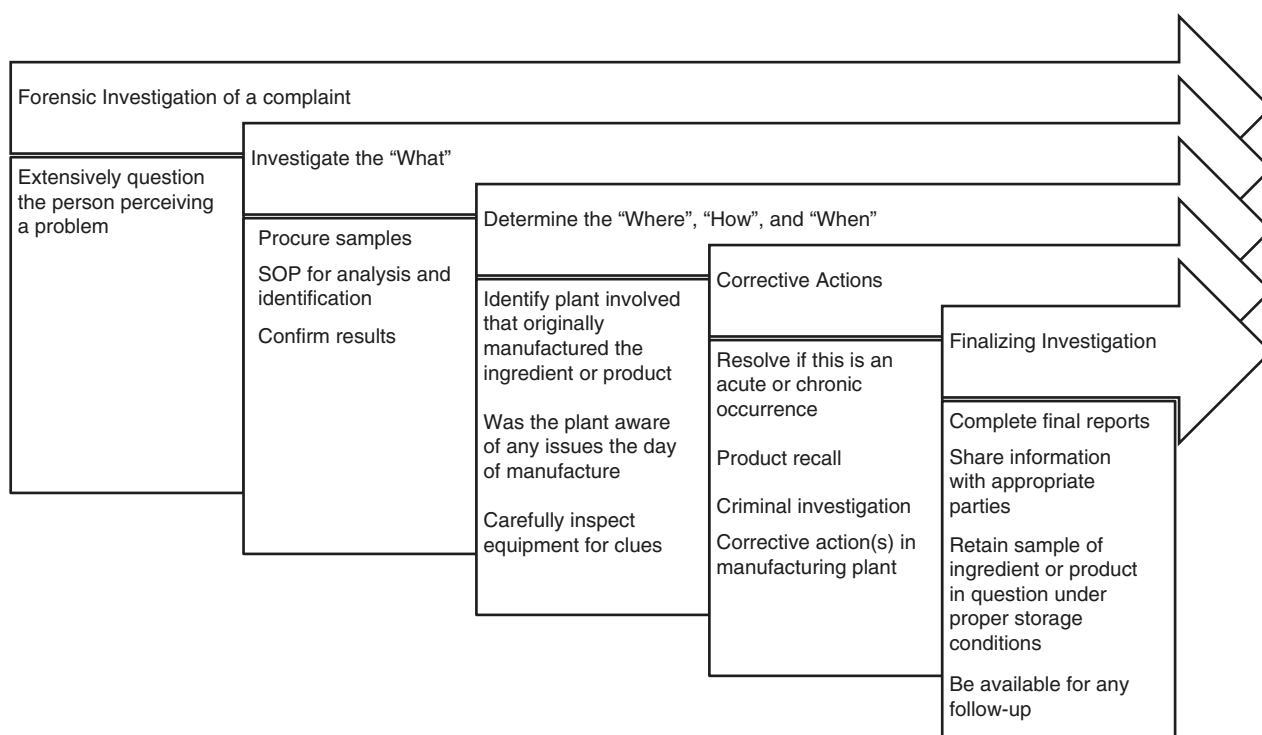 Forensic Investigation of a complaint
Extensively question
the person perceiving
a problem
Investigate the “What”
Procure samples
SOP for analysis and
identification
Confirm results
Determine the “Where”, “How”, and “When”
Identify plant involved
that originally
manufactured the
ingredient or product
Was the plant aware
of any issues the day
of manufacture
Carefully inspect
equipment for clues
Corrective Actions
Resolve if this is an
acute or chronic
occurrence
Product recall
Criminal investigation
Corrective action(s) in
manufacturing plant
Finalizing Investigation
Complete final reports
Share information
with appropriate
parties
Retain sample of
ingredient or product
in question under
proper storage
conditions
Be available for any
follow-up